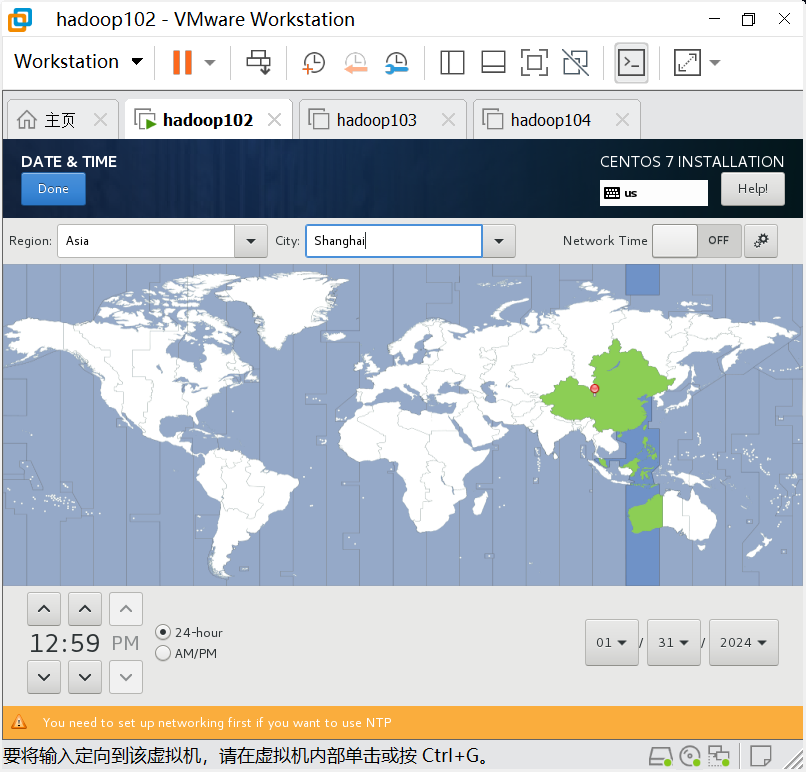 hadoop102 - VMware Workstation
Workstation
主页 hadoop102 hadoop103 hadoop104
DATE & TIME CENTOS 7 INSTALLATION
Done us Help!
Region: Asia City: Shanghai Network Time OFF
12:59 PM
24-hour
AM/PM
01 / 31 / 2024
You need to set up networking first if you want to use NTP
要将输入定向到该虚拟机，请在虚拟机内部单击或按 Ctrl+G。